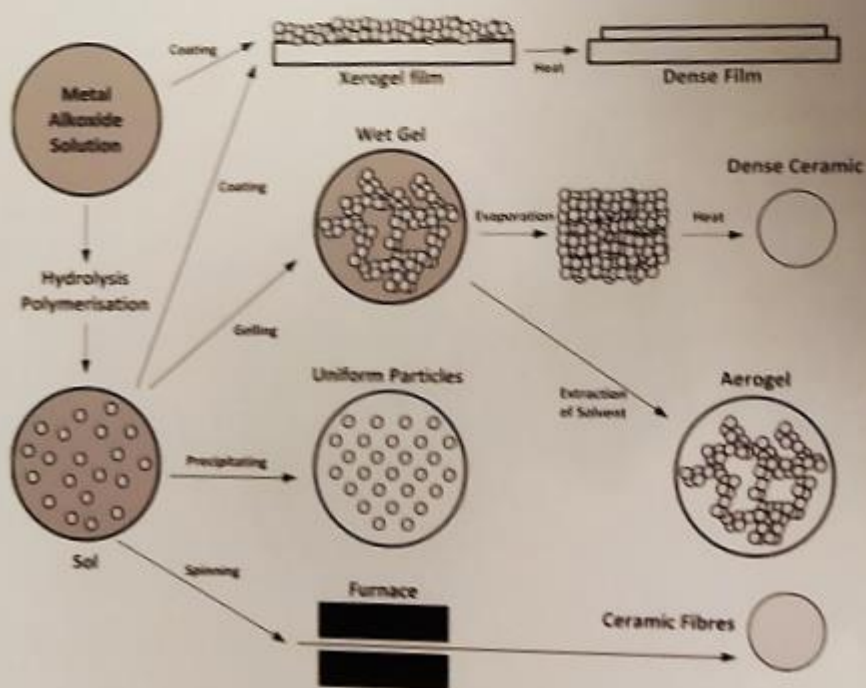 Coating
Metal
Alkoxide
Solution
Xerogel film
Heat
Dense Film
Wet Gel
Coating
Dense Ceramic
Evaporation
Heat
Hydrolysis
Polymerisation
Gelling
Uniform Particles
Extraction
of Solvent
Aerogel
Precipitating
Sol
Spinning
Furnace
Ceramic Fibres